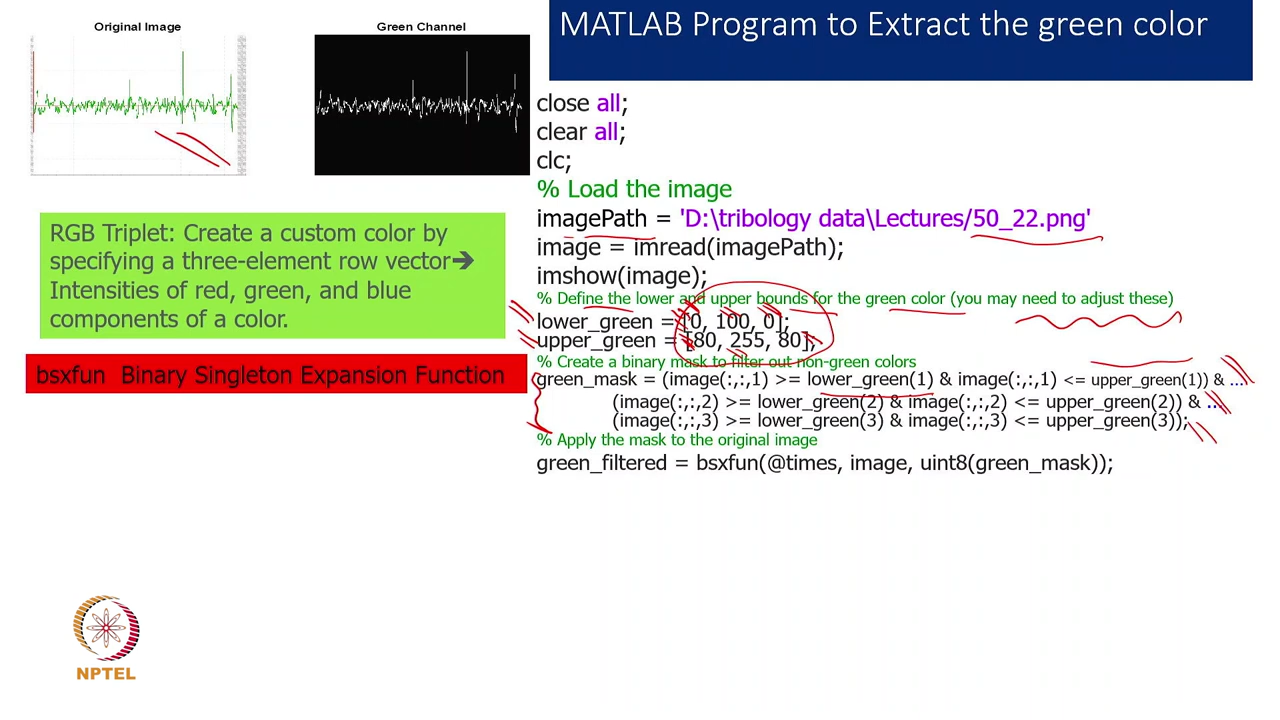 Original Image
Green Channel
MATLAB Program to Extract the green color
RGB Triplet: Create a custom color by
specifying a three-element row vector➔
Intensities of red, green, and blue
components of a color.
bsxfun Binary Singleton Expansion Function
close all;
clear all;
clc;
% Load the image
imagePath = 'D:\tribology data\Lectures/50_22.png'
image = imread(imagePath);
imshow(image);
% Define the lower and upper bounds for the green color (you may need to adjust these)
lower_green = [0, 100, 0];
upper_green = [80, 255, 80];
% Create a binary mask to filter out non-green colors
green_mask = (image(:,:,1) >= lower_green(1) & image(:,:,1) <= upper_green(1)) & ...
(image(:,:,2) >= lower_green(2) & image(:,:,2) <= upper_green(2)) & ...
(image(:,:,3) >= lower_green(3) & image(:,:,3) <= upper_green(3));
% Apply the mask to the original image
green_filtered = bsxfun(@times, image, uint8(green_mask));
NPTEL